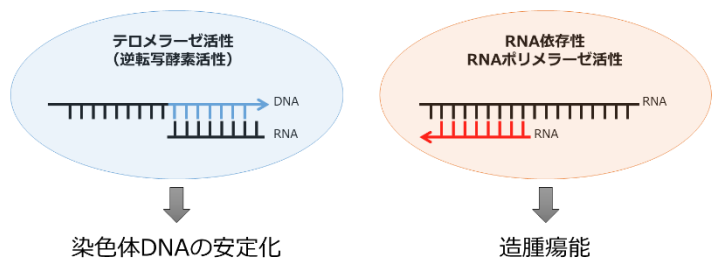 テロメラーゼ活性
（逆転写酵素活性）
DNA
RNA
染色体DNAの安定化
RNA依存性
RNAポリメラーゼ活性
RNA
RNA
造腫瘍能